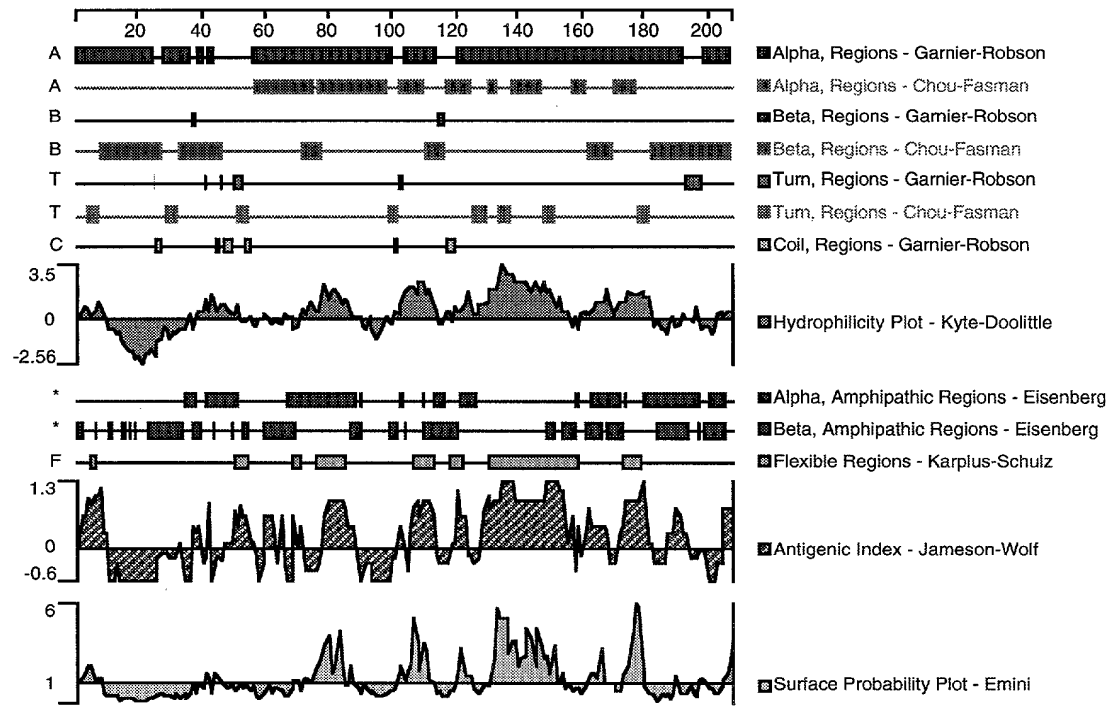 20 40 60 80 100 120 140 160 180 200
A Alpha, Regions - Garnier-Robson
A Alpha, Regions - Chou-Fasman
B Beta, Regions - Garnier-Robson
B Beta, Regions - Chou-Fasman
T Turn, Regions - Garnier-Robson
T Turn, Regions - Chou-Fasman
C Coil, Regions - Garnier-Robson
3.5
0 Hydrophilicity Plot - Kyte-Doolittle
-2.56
* Alpha, Amphipathic Regions - Eisenberg
* Beta, Amphipathic Regions - Eisenberg
F Flexible Regions - Karplus-Schulz
1.3
0 Antigenic Index - Jameson-Wolf
-0.6
6
1 Surface Probability Plot - Emini